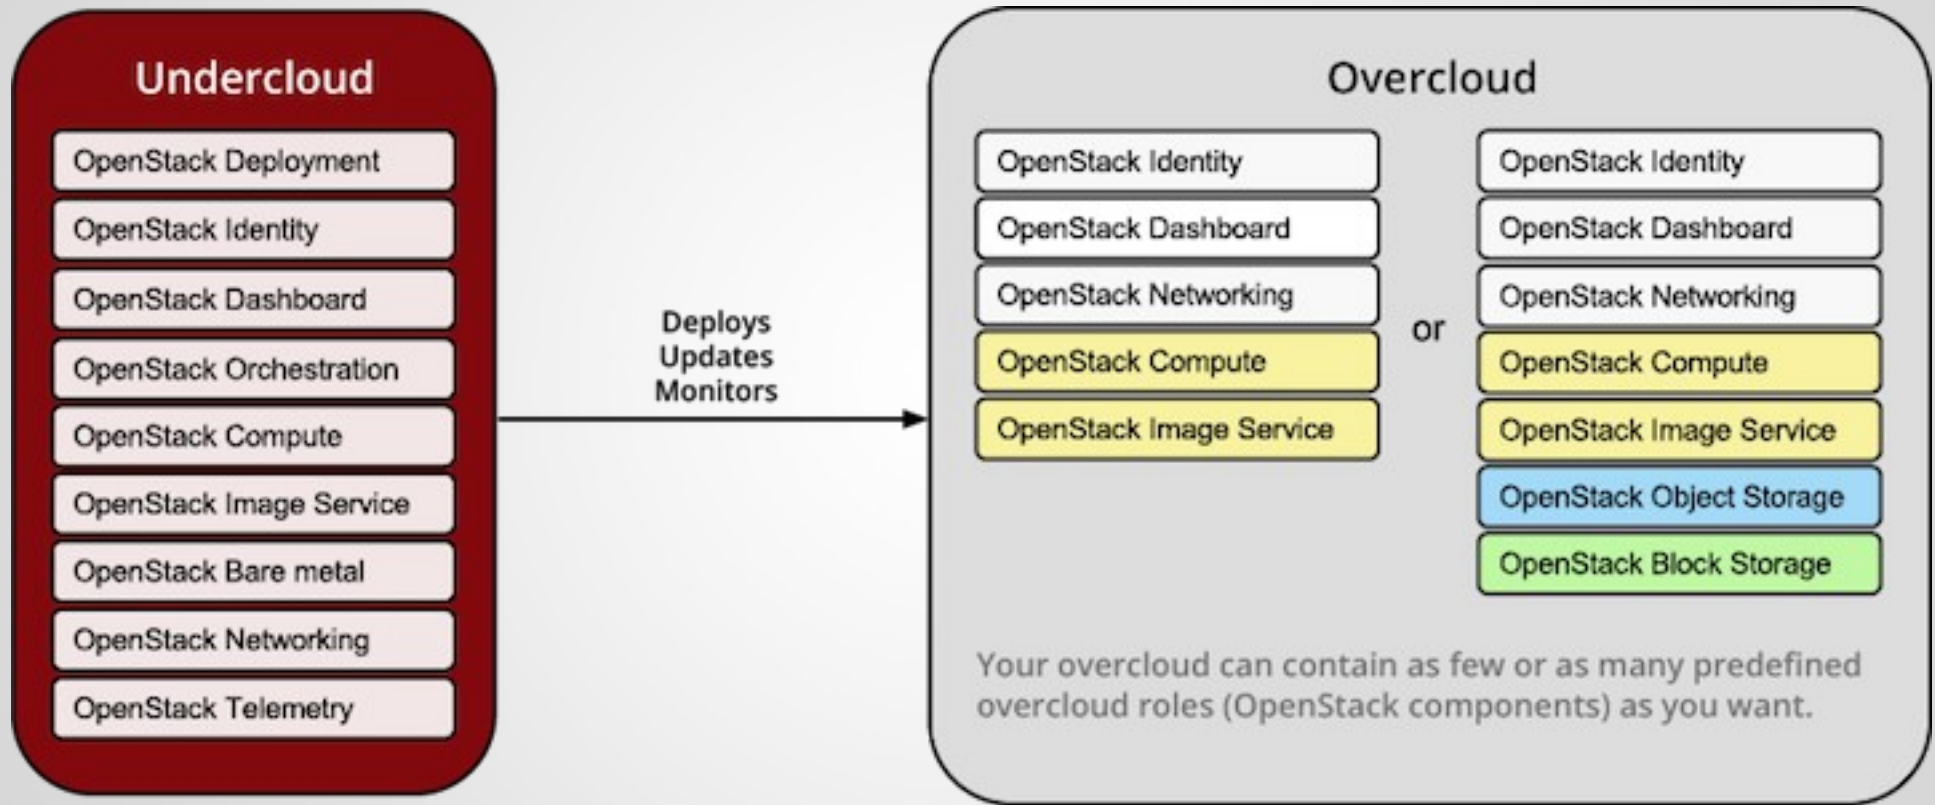 Undercloud
OpenStack Deployment
OpenStack Identity
OpenStack Dashboard
OpenStack Orchestration
OpenStack Compute
OpenStack Image Service
OpenStack Bare metal
OpenStack Networking
OpenStack Telemetry
Deploys
Updates
Monitors
Overcloud
OpenStack Identity
OpenStack Dashboard
OpenStack Networking
OpenStack Compute
OpenStack Image Service
or
OpenStack Identity
OpenStack Dashboard
OpenStack Networking
OpenStack Compute
OpenStack Image Service
OpenStack Object Storage
OpenStack Block Storage
Your overcloud can contain as few or as many predefined
overcloud roles (OpenStack components) as you want.